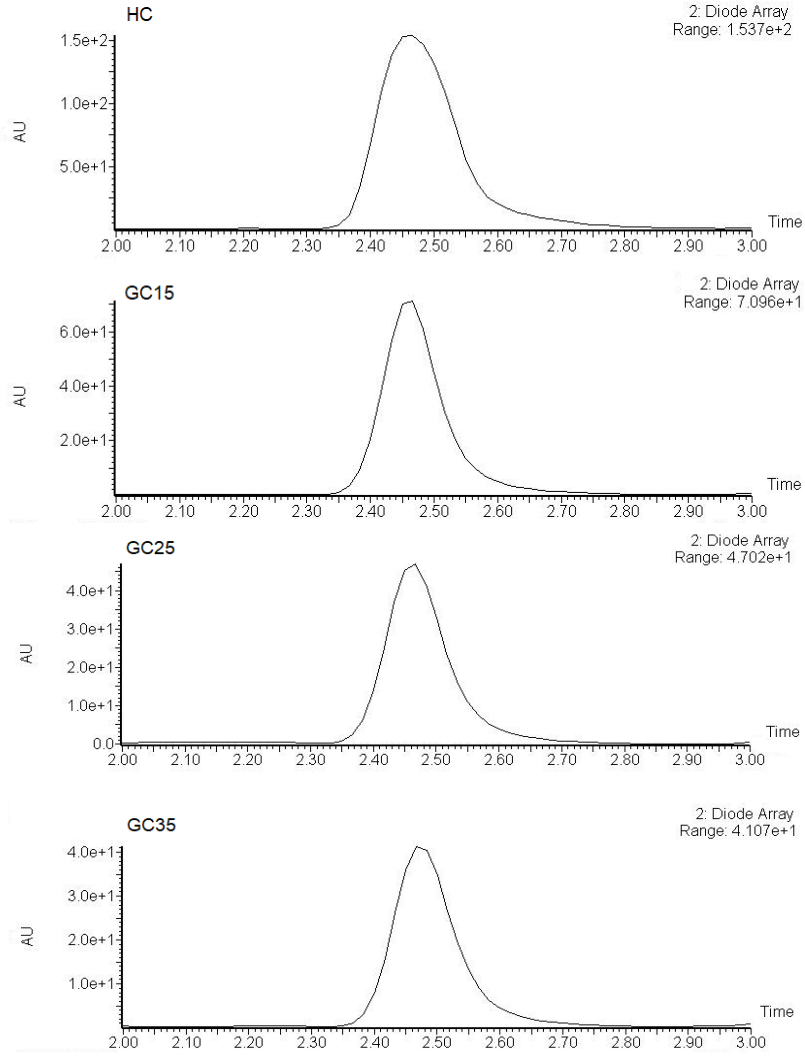 HC
2: Diode Array
Range: 1.537e+2
1.5e+2
1.0e+2
5.0e+1
AU
Time
2.00 2.10 2.20 2.30 2.40 2.50 2.60 2.70 2.80 2.90 3.00
GC15
2: Diode Array
Range: 7.096e+1
6.0e+1
4.0e+1
2.0e+1
AU
Time
2.00 2.10 2.20 2.30 2.40 2.50 2.60 2.70 2.80 2.90 3.00
GC25
2: Diode Array
Range: 4.702e+1
4.0e+1
3.0e+1
2.0e+1
1.0e+1
0.0
AU
Time
2.00 2.10 2.20 2.30 2.40 2.50 2.60 2.70 2.80 2.90 3.00
GC35
2: Diode Array
Range: 4.107e+1
4.0e+1
3.0e+1
2.0e+1
1.0e+1
AU
Time
2.00 2.10 2.20 2.30 2.40 2.50 2.60 2.70 2.80 2.90 3.00